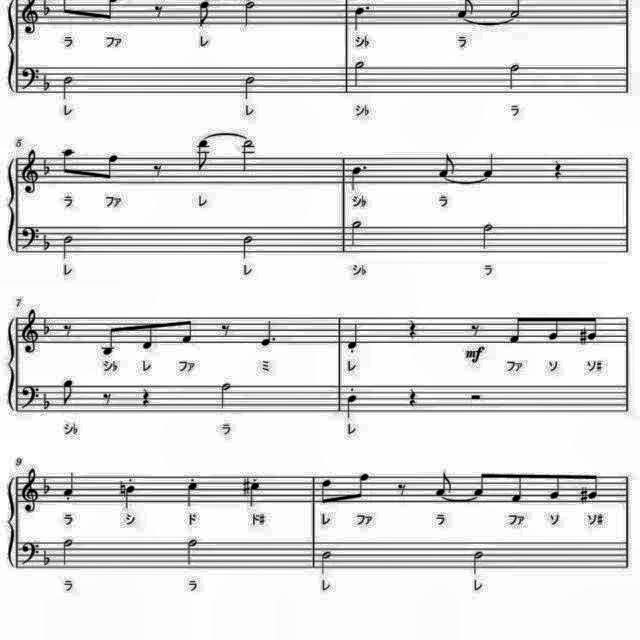 ラ ファ レ シ♭ ラ
レ レ シ♭ ラ
5
ラ ファ レ シ♭ ラ
レ レ シ♭ ラ
7
mf
シ♭ レ ファ ミ レ ファ ソ ソ♯
シ♭ ラ レ
9
ラ シ ド ド♯ レ ファ ラ ファ ソ ソ♯
ラ ラ レ レ